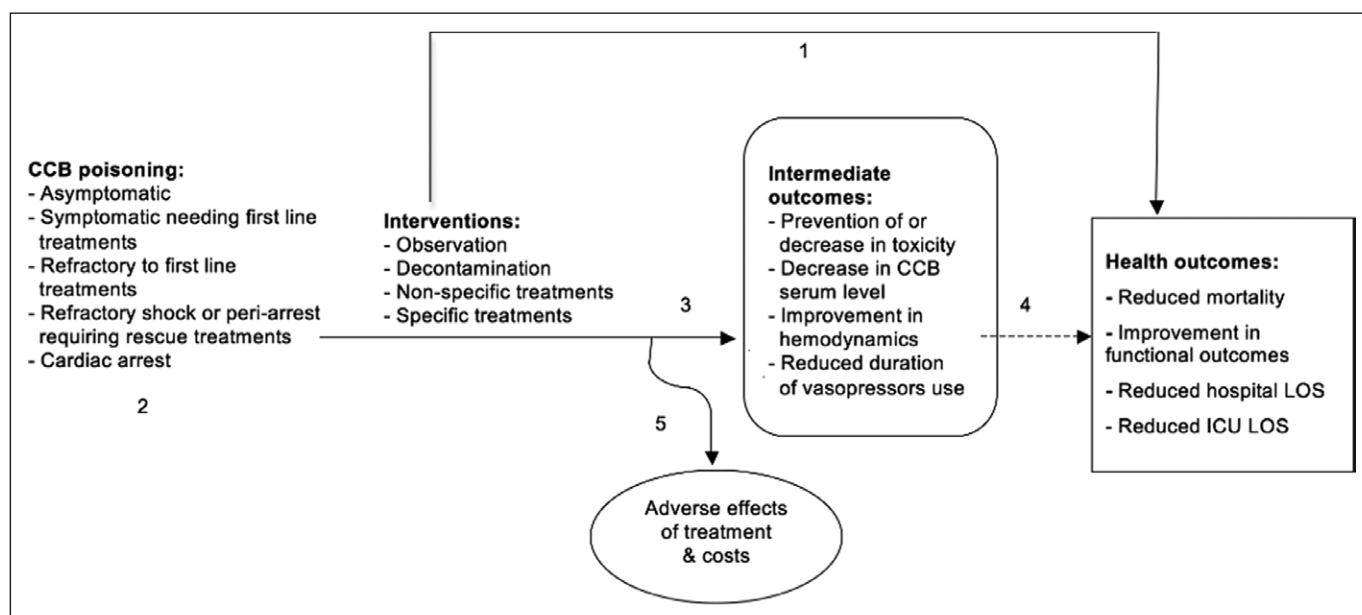 1
CCB poisoning:
- Asymptomatic
- Symptomatic needing first line
treatments
- Refractory to first line
treatments
- Refractory shock or peri-arrest
requiring rescue treatments
- Cardiac arrest
2
Interventions:
- Observation
- Decontamination
- Non-specific treatments
- Specific treatments
3
Intermediate
outcomes:
- Prevention of or
decrease in toxicity
- Decrease in CCB
serum level
- Improvement in
hemodynamics
- Reduced duration
of vasopressors use
4
Health outcomes:
- Reduced mortality
- Improvement in
functional outcomes
- Reduced hospital LOS
- Reduced ICU LOS
5
Adverse effects
of treatment
& costs